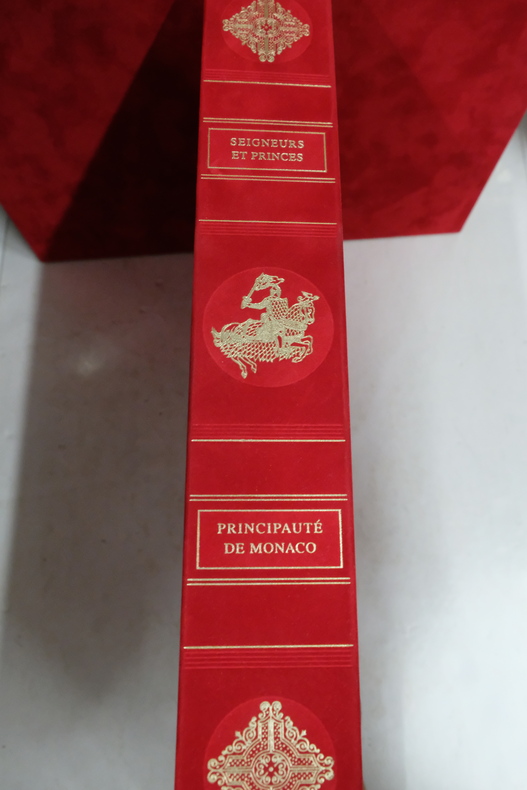 SEIGNEURS
ET PRINCES
PRINCIPAUTÉ
DE MONACO